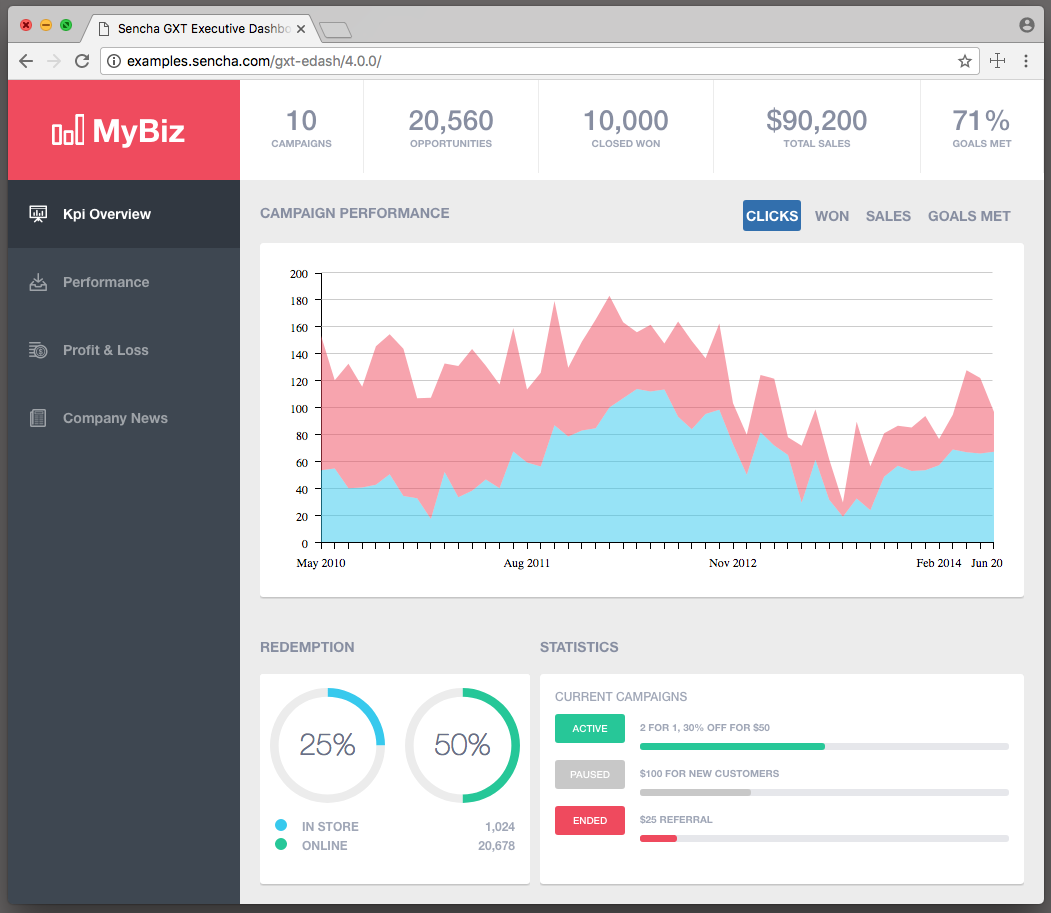 Sencha GXT Executive Dashbo
examples.sencha.com/gxt-edash/4.0.0/
MyBiz
10
CAMPAIGNS
20,560
OPPORTUNITIES
10,000
CLOSED WON
$90,200
TOTAL SALES
71%
GOALS MET
Kpi Overview
Performance
Profit & Loss
Company News
CAMPAIGN PERFORMANCE
CLICKS WON SALES GOALS MET
200
180
160
140
120
100
80
60
40
20
0
May 2010 Aug 2011 Nov 2012 Feb 2014 Jun 20
REDEMPTION
25% 50%
IN STORE 1,024
ONLINE 20,678
STATISTICS
CURRENT CAMPAIGNS
ACTIVE 2 FOR 1, 30% OFF FOR $50
PAUSED $100 FOR NEW CUSTOMERS
ENDED $25 REFERRAL